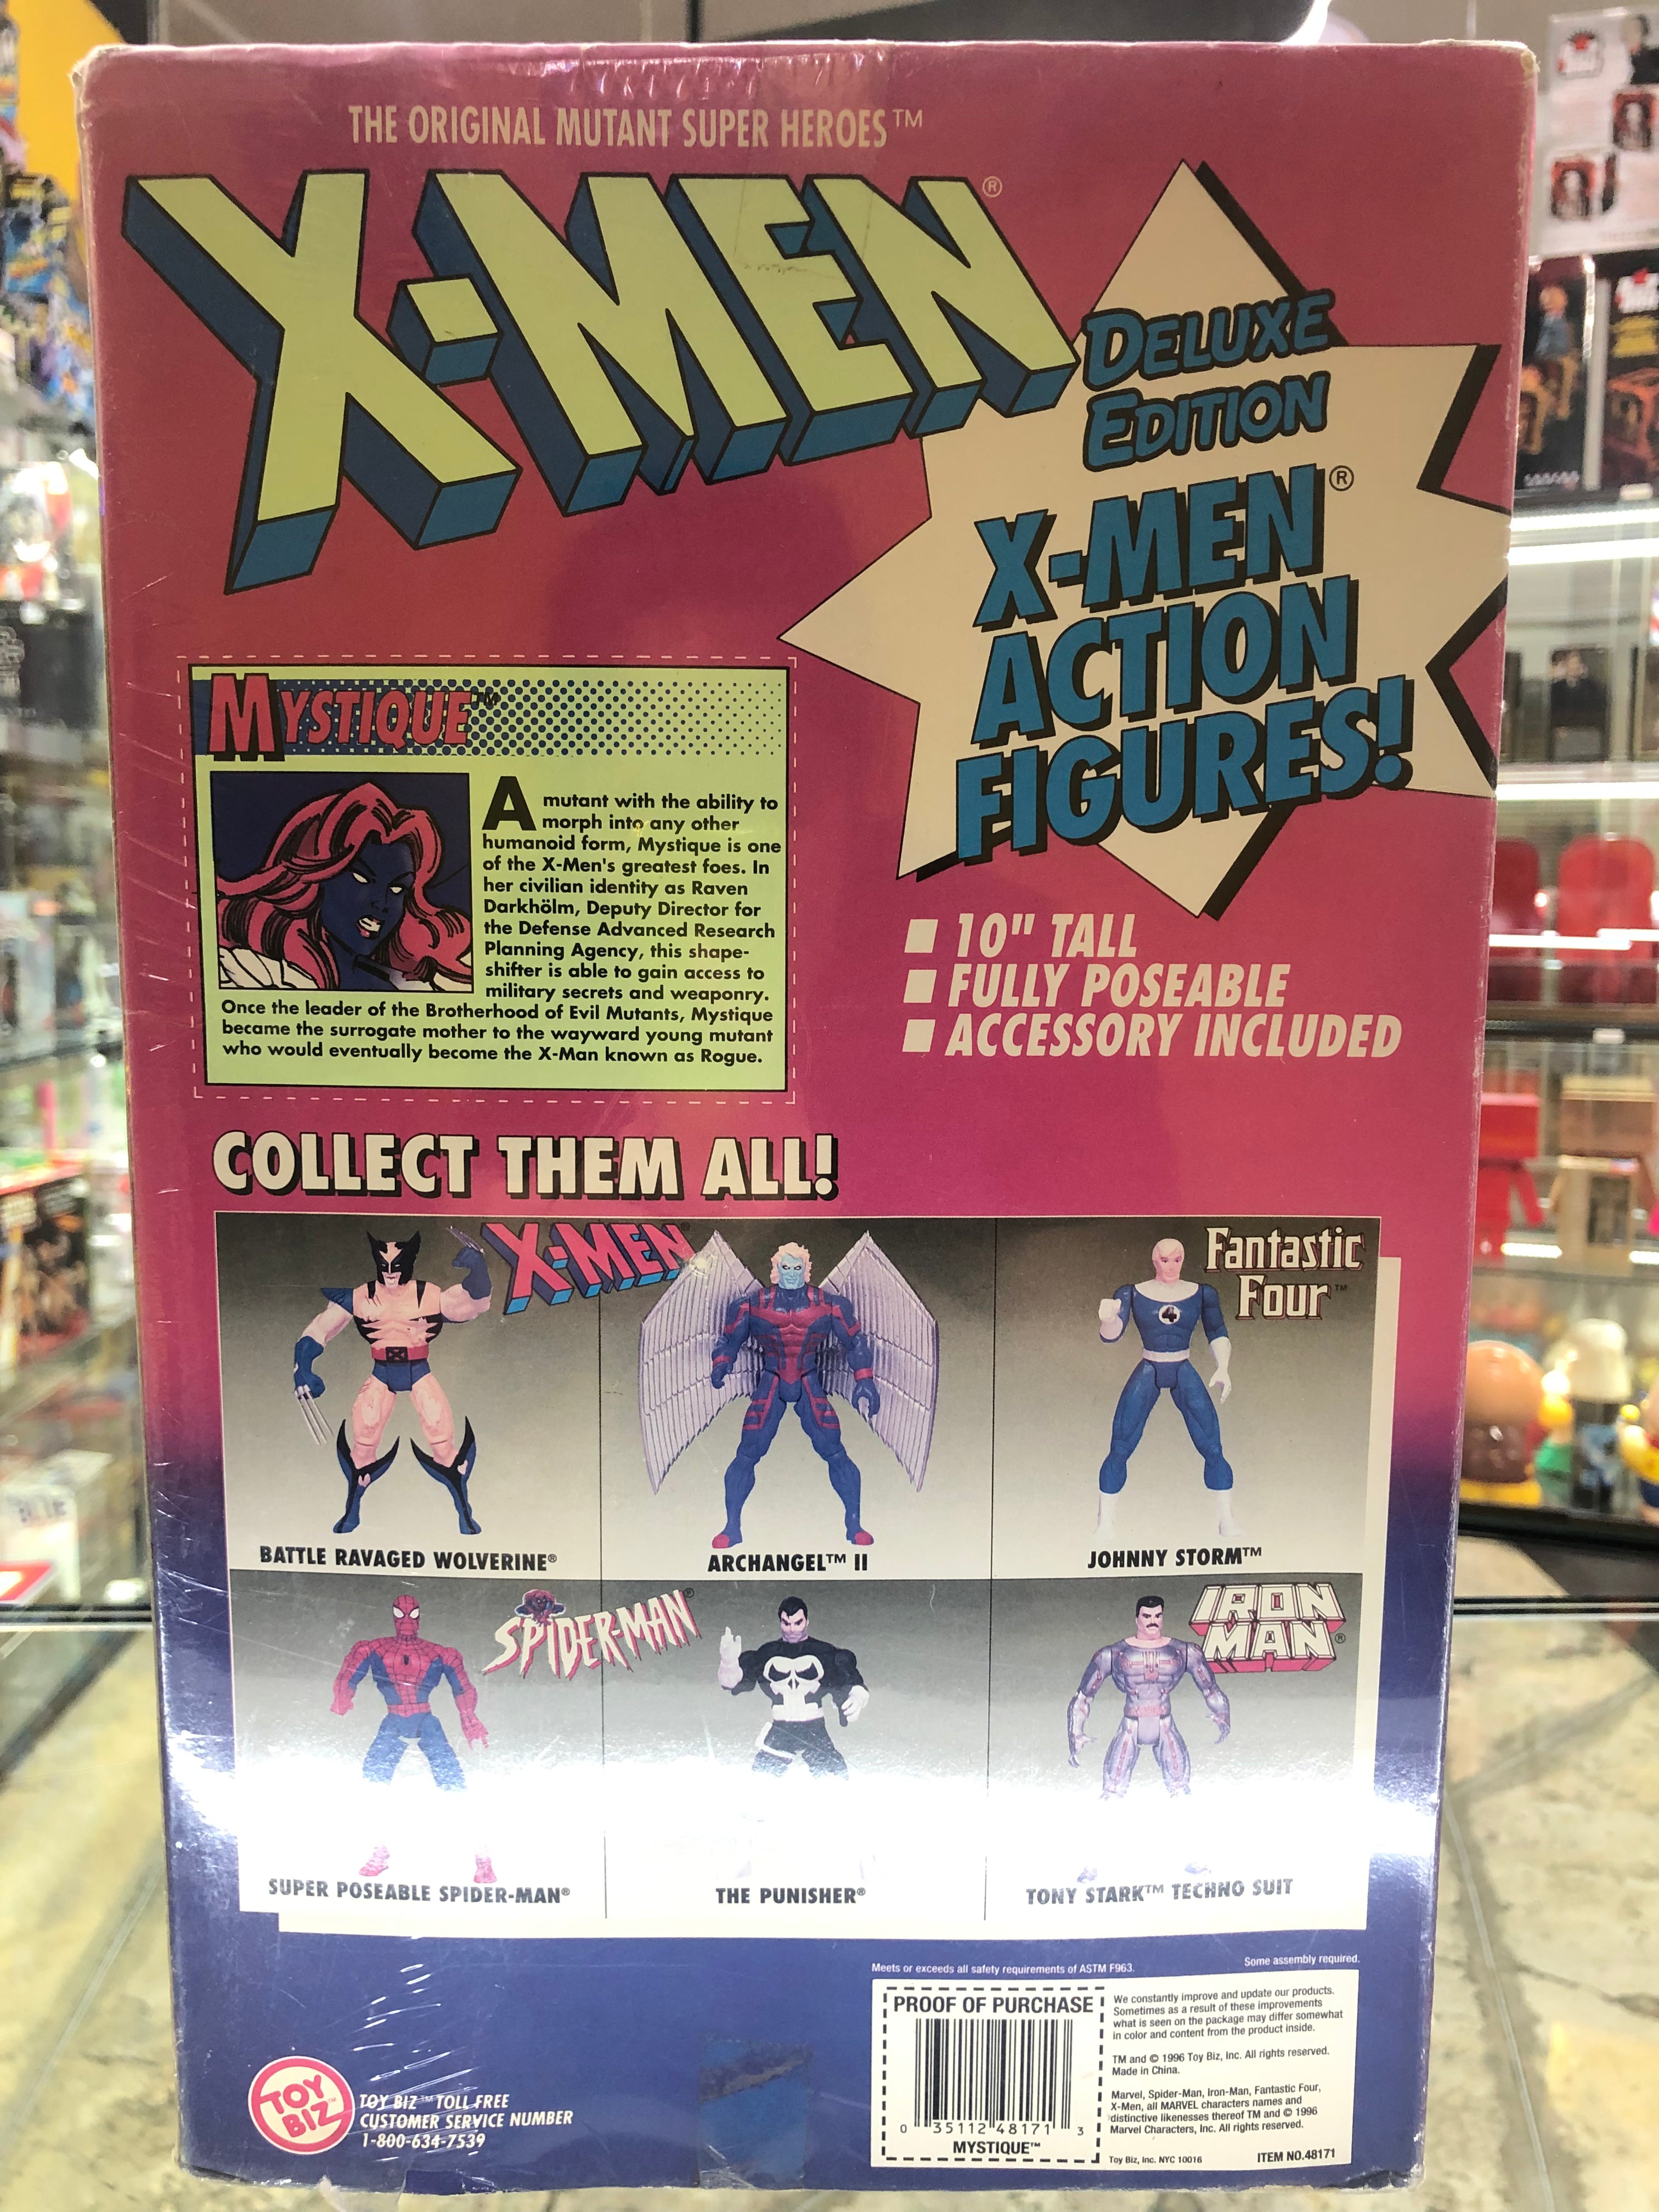 THE ORIGINAL MUTANT SUPER HEROES™
X-MEN®
DELUXE
EDITION
X-MEN®
ACTION
FIGURES!
MYSTIQUE™
A mutant with the ability to
morph into any other
humanoid form, Mystique is one
of the X-Men's greatest foes. In
her civilian identity as Raven
Darkhölm, Deputy Director for
the Defense Advanced Research
Planning Agency, this shape-
shifter is able to gain access to
military secrets and weaponry.
Once the leader of the Brotherhood of Evil Mutants, Mystique
became the surrogate mother to the wayward young mutant
who would eventually become the X-Man known as Rogue.
10" TALL
FULLY POSEABLE
ACCESSORY INCLUDED
COLLECT THEM ALL!
X-MEN®
FANTASTIC
FOUR™
BATTLE RAVAGED WOLVERINE®
ARCHANGEL™ II
JOHNNY STORM™
SPIDER-MAN®
IRON
MAN®
SUPER POSEABLE SPIDER-MAN®
THE PUNISHER®
TONY STARK™ TECHNO SUIT
Meets or exceeds all safety requirements of ASTM F963.
Some assembly required.
PROOF OF PURCHASE
0 35112 48171 3
MYSTIQUE™
We constantly improve and update our products.
Sometimes as a result of these improvements
what is seen on the package may differ somewhat
in color and content from the product inside.
TM and © 1996 Toy Biz, Inc. All rights reserved.
Made in China.
Marvel, Spider-Man, Iron-Man, Fantastic Four,
X-Men, all MARVEL characters names and
distinctive likenesses thereof TM and © 1996
Marvel Characters, Inc. All rights reserved.
Toy Biz, Inc. NYC 10016
ITEM NO.48171
TOY
BIZ™
TOY BIZ™ TOLL FREE
CUSTOMER SERVICE NUMBER
1-800-634-7539